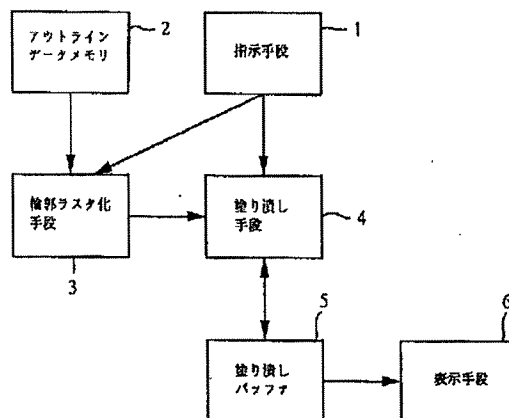 アウトライン
データメモリ
2
指示手段
1
輪郭ラスタ化
手段
3
塗り潰し
手段
4
塗り潰し
バッファ
5
表示手段
6